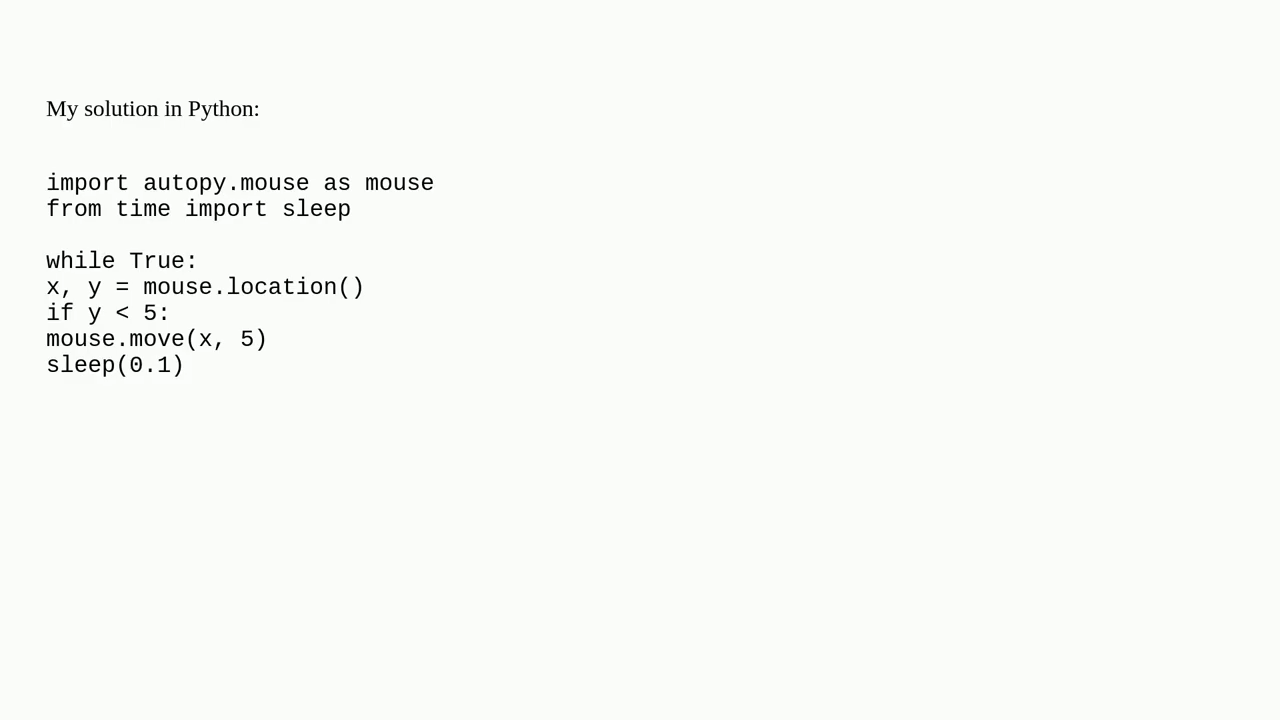 My solution in Python:
import autopy.mouse as mouse
from time import sleep
while True:
x, y = mouse.location()
if y < 5:
mouse.move(x, 5)
sleep(0.1)